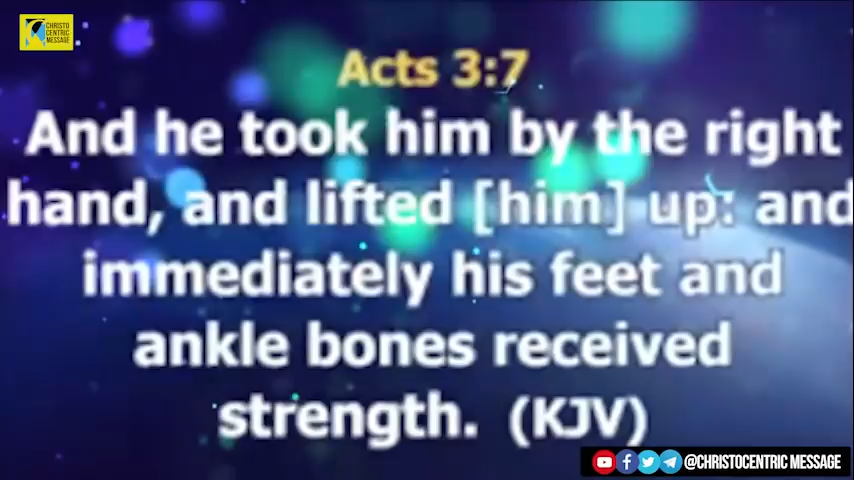 CHRISTO
CENTRIC
MESSAGE
Acts 3:7
And he took him by the right
hand, and lifted [him] up: and
immediately his feet and
ankle bones received
strength. (KJV)
@CHRISTOCENTRIC MESSAGE